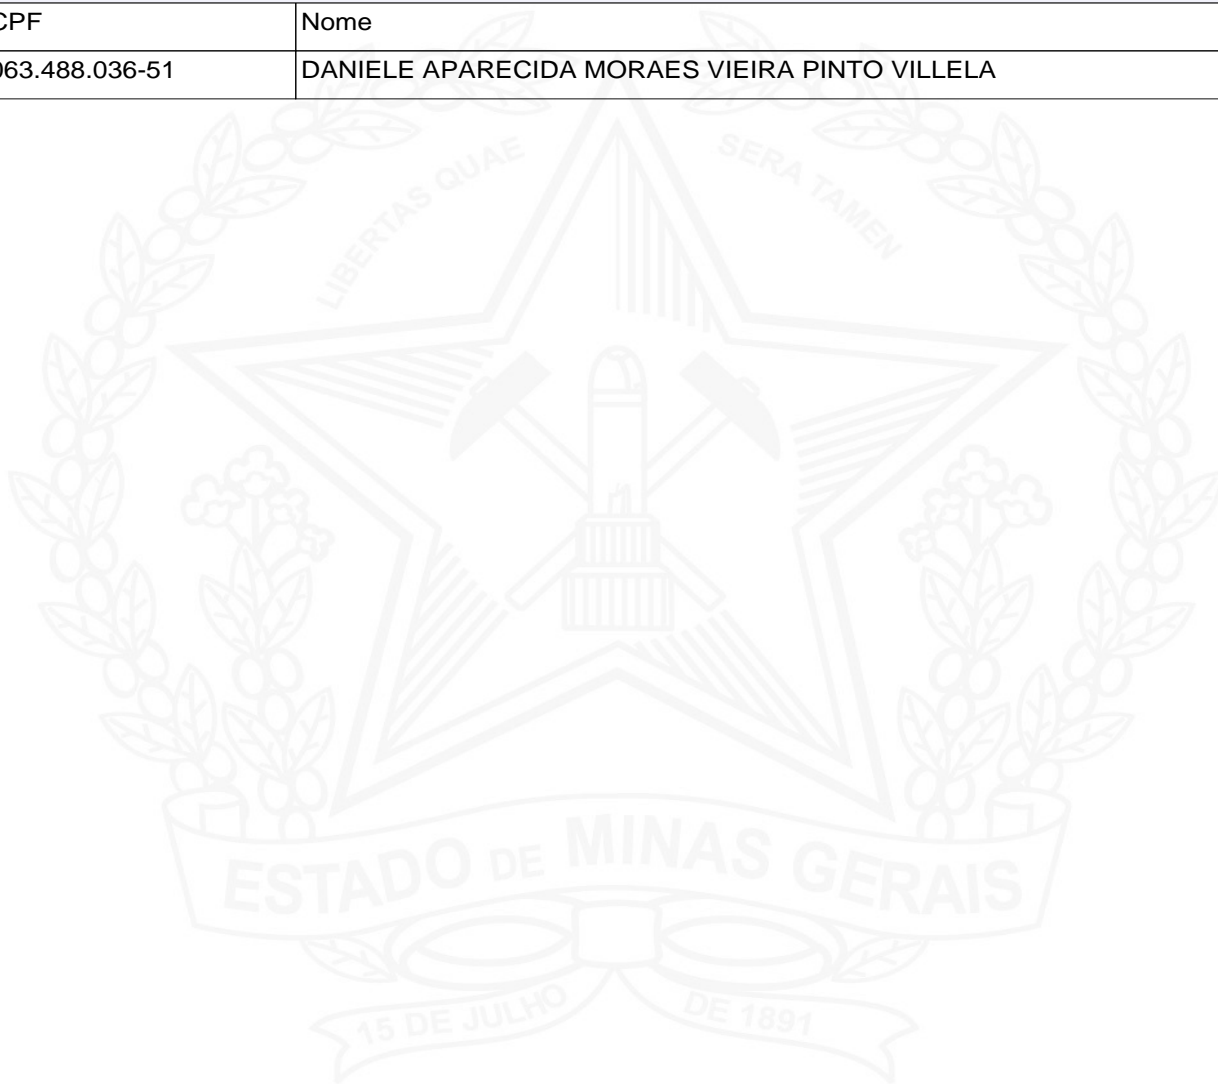 CPF Nome
063.488.036-51 DANIELE APARECIDA MORAES VIEIRA PINTO VILLELA
LIBERTAS QUAE SERA TAMEN
ESTADO DE MINAS GERAIS
15 DE JULHO DE 1891